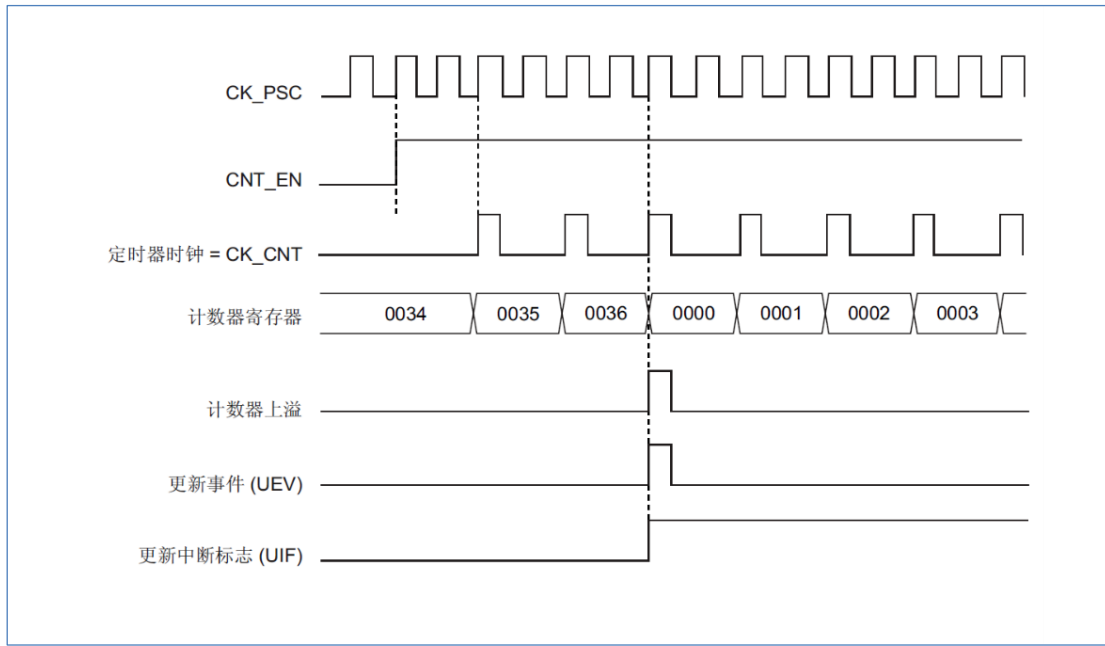 CK_PSC
CNT_EN
定时器时钟 = CK_CNT
计数器寄存器
0034 0035 0036 0000 0001 0002 0003
计数器上溢
更新事件 (UEV)
更新中断标志 (UIF)